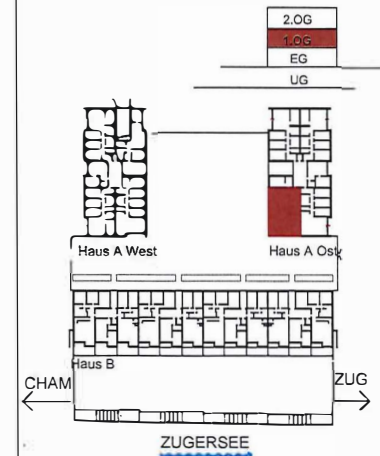 2.OG
1.OG
EG
UG
Haus A West
Haus A Ost
Haus B
CHAM
ZUG
ZUGERSEE